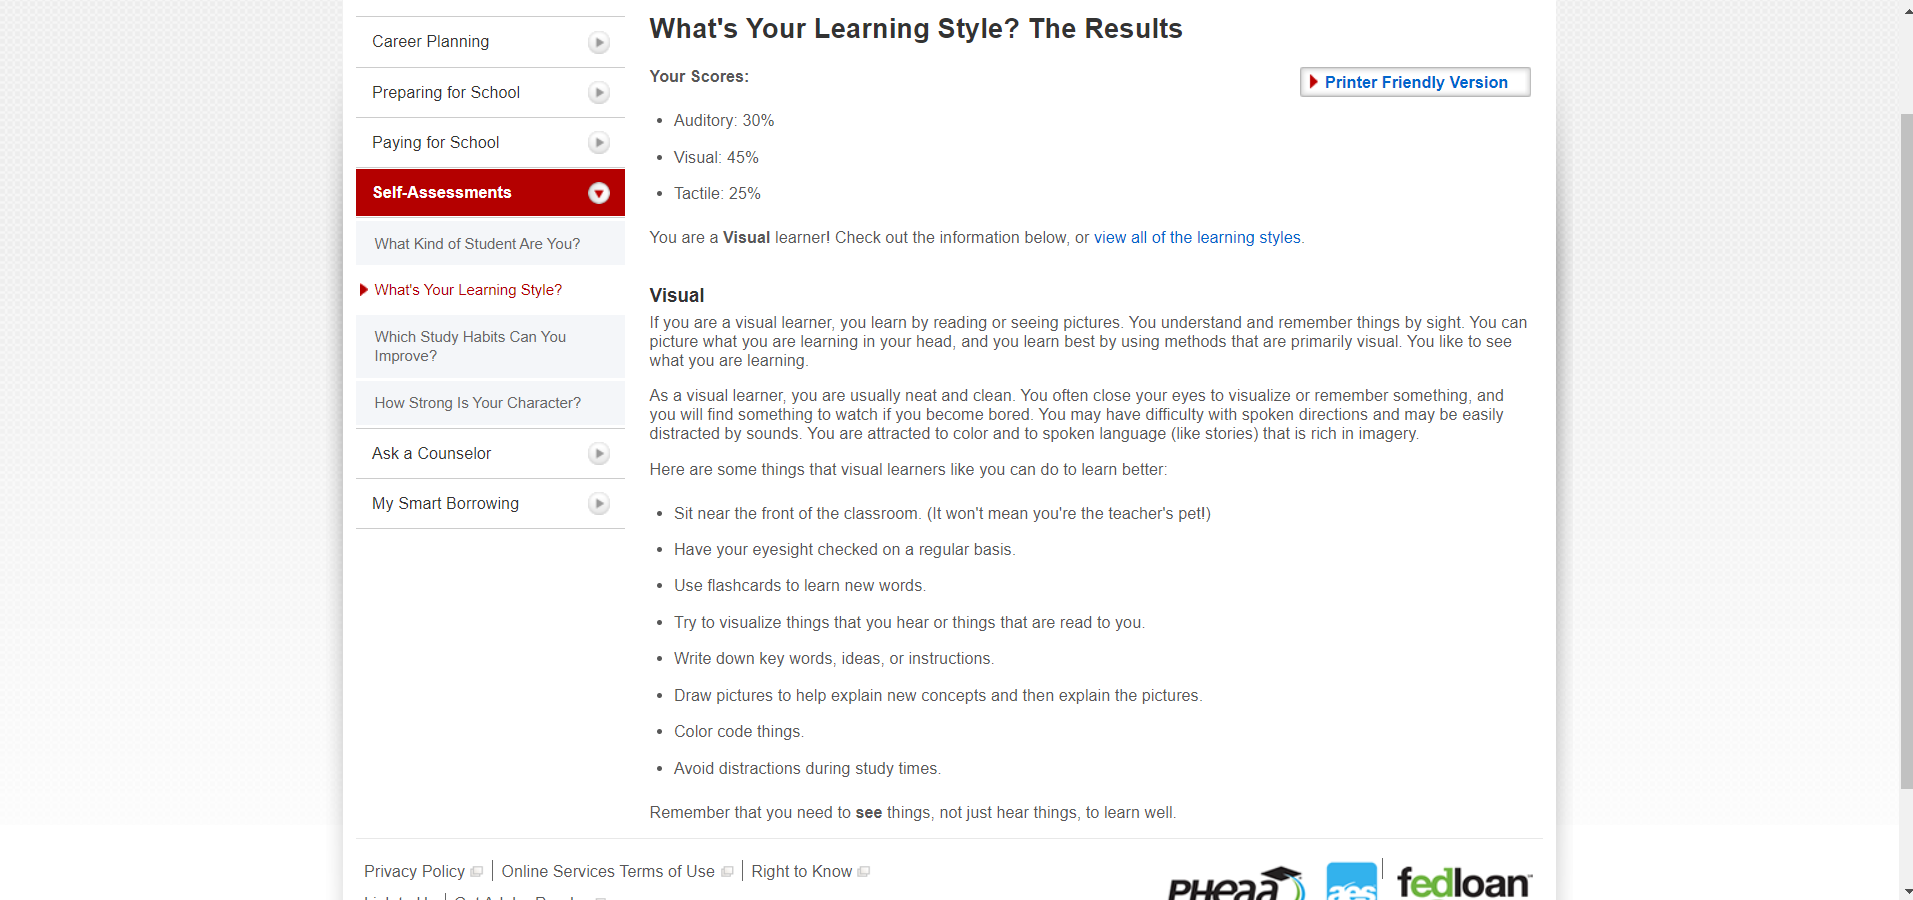 Career Planning
Preparing for School
Paying for School
Self-Assessments
What Kind of Student Are You?
What's Your Learning Style?
Which Study Habits Can You
Improve?
How Strong Is Your Character?
Ask a Counselor
My Smart Borrowing
What's Your Learning Style? The Results
Your Scores:
Printer Friendly Version
• Auditory: 30%
• Visual: 45%
• Tactile: 25%
You are a Visual learner! Check out the information below, or view all of the learning styles.
Visual
If you are a visual learner, you learn by reading or seeing pictures. You understand and remember things by sight. You can
picture what you are learning in your head, and you learn best by using methods that are primarily visual. You like to see
what you are learning.
As a visual learner, you are usually neat and clean. You often close your eyes to visualize or remember something, and
you will find something to watch if you become bored. You may have difficulty with spoken directions and may be easily
distracted by sounds. You are attracted to color and to spoken language (like stories) that is rich in imagery.
Here are some things that visual learners like you can do to learn better:
• Sit near the front of the classroom. (It won't mean you're the teacher's pet!)
• Have your eyesight checked on a regular basis.
• Use flashcards to learn new words.
• Try to visualize things that you hear or things that are read to you.
• Write down key words, ideas, or instructions.
• Draw pictures to help explain new concepts and then explain the pictures.
• Color code things.
• Avoid distractions during study times.
Remember that you need to see things, not just hear things, to learn well.
Privacy Policy | Online Services Terms of Use | Right to Know
PHEAA aes fedloan